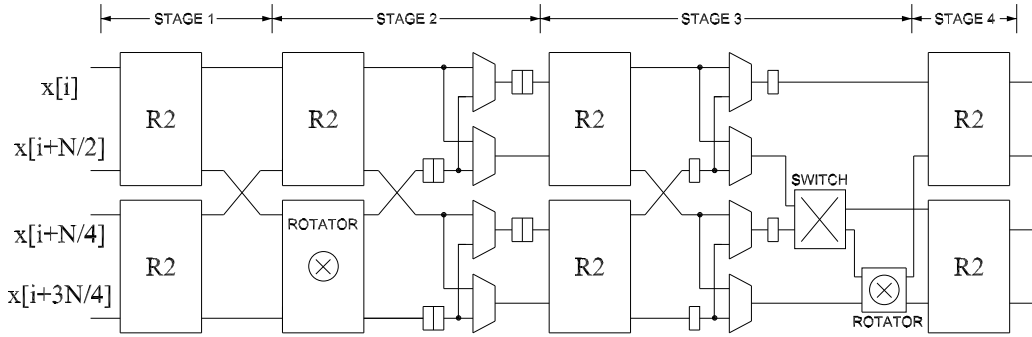 STAGE 1 STAGE 2 STAGE 3 STAGE 4
x[i]
R2 R2 R2 R2
x[i+N/2]
SWITCH
ROTATOR
x[i+N/4]
R2 R2 R2
x[i+3N/4]
ROTATOR